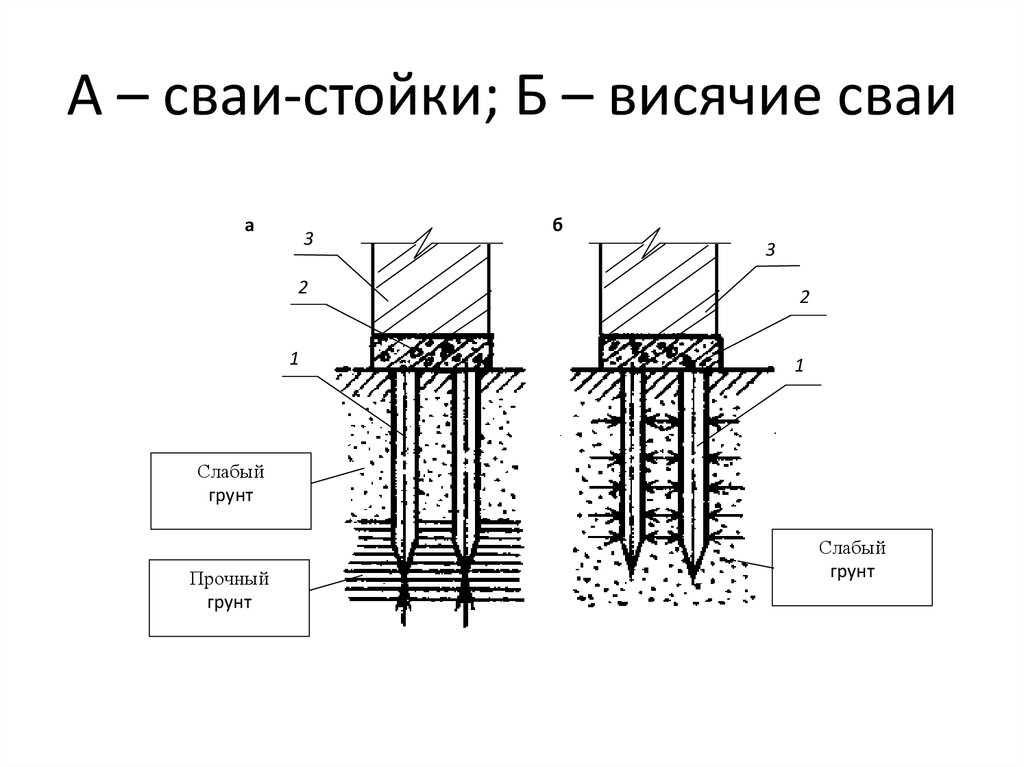 А – сваи-стойки; Б – висячие сваи
а
б
3
3
2
2
1
1
Слабый
грунт
Прочный
грунт
Слабый
грунт